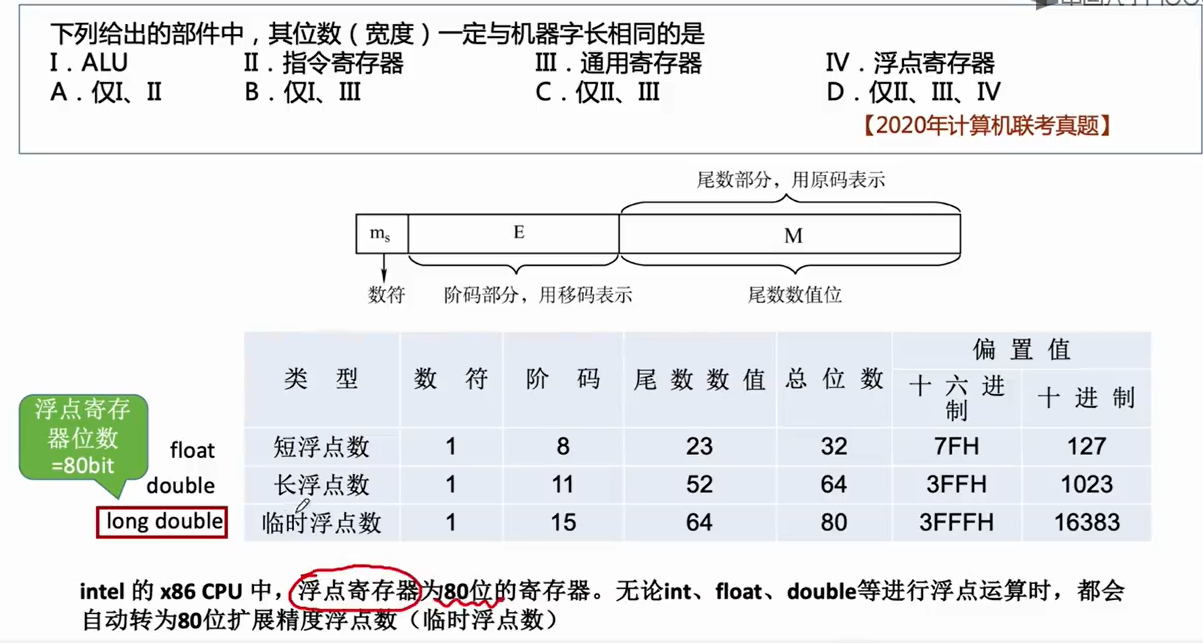 下列给出的部件中，其位数（宽度）一定与机器字长相同的是
I．ALU II．指令寄存器 III．通用寄存器 IV．浮点寄存器
A．仅I、II B．仅I、III C．仅II、III D．仅II、III、IV
【2020年计算机联考真题】
尾数部分，用原码表示
mₛ E M
数符 阶码部分，用移码表示 尾数数值位
类 型 数 符 阶 码 尾 数 数 值 总 位 数 偏 置 值
十 六 进 制 十 进 制
浮点寄存
器位数
=80bit
float 短浮点数 1 8 23 32 7FH 127
double 长浮点数 1 11 52 64 3FFH 1023
long double 临时浮点数 1 15 64 80 3FFFH 16383
intel 的 x86 CPU 中，浮点寄存器为80位的寄存器。无论int、float、double等进行浮点运算时，都会
自动转为80位扩展精度浮点数（临时浮点数）